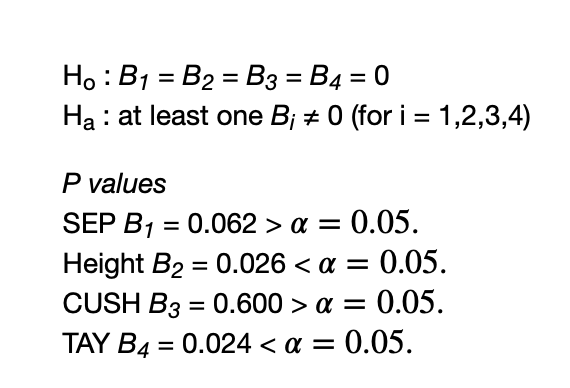 Ho : B1 = B2 = B3 = B4 = 0
Ha : at least one Bi ≠ 0 (for i = 1,2,3,4)
P values
SEP B1 = 0.062 > α = 0.05.
Height B2 = 0.026 < α = 0.05.
CUSH B3 = 0.600 > α = 0.05.
TAY B4 = 0.024 < α = 0.05.